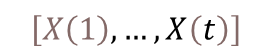 [𝑋(1), … , 𝑋(𝑡)]